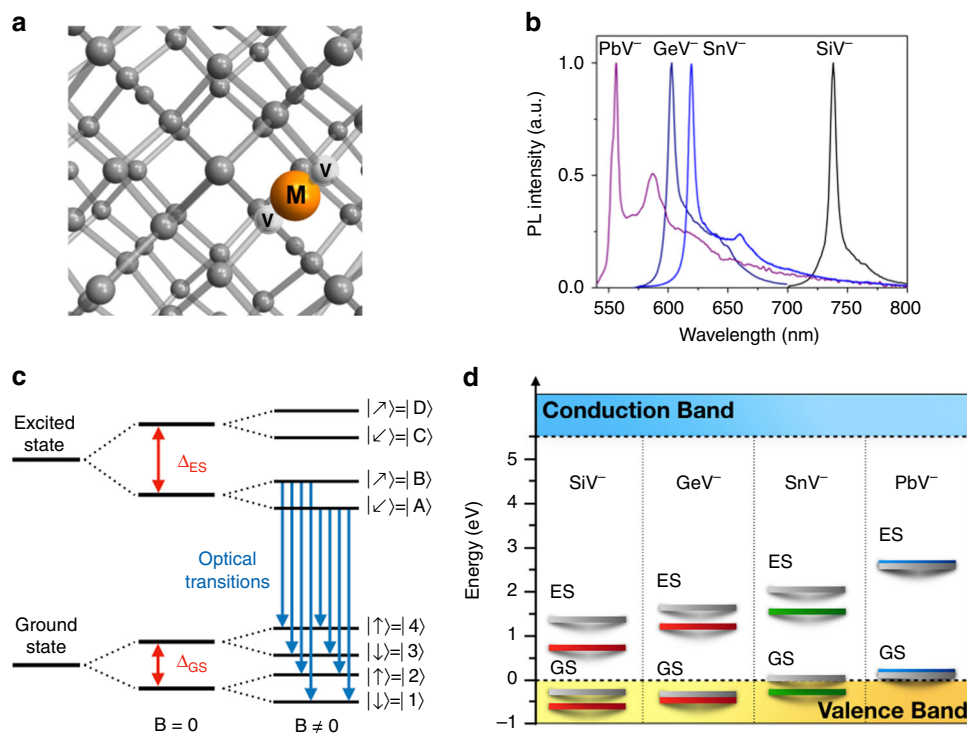 a
M
V
V
b
PbV⁻ GeV⁻ SnV⁻ SiV⁻
1.0
0.5
0.0
PL intensity (a.u.)
550 600 650 700 750 800
Wavelength (nm)
c
Excited
state
Δ_ES
|↗⟩=|D⟩
|↙⟩=|C⟩
|↗⟩=|B⟩
|↙⟩=|A⟩
Optical
transitions
Ground
state
Δ_GS
|↑⟩=|4⟩
|↓⟩=|3⟩
|↑⟩=|2⟩
|↓⟩=|1⟩
B = 0
B ≠ 0
d
Conduction Band
Energy (eV)
5
4
3
2
1
0
−1
SiV⁻ GeV⁻ SnV⁻ PbV⁻
ES ES ES ES
GS GS GS GS
Valence Band